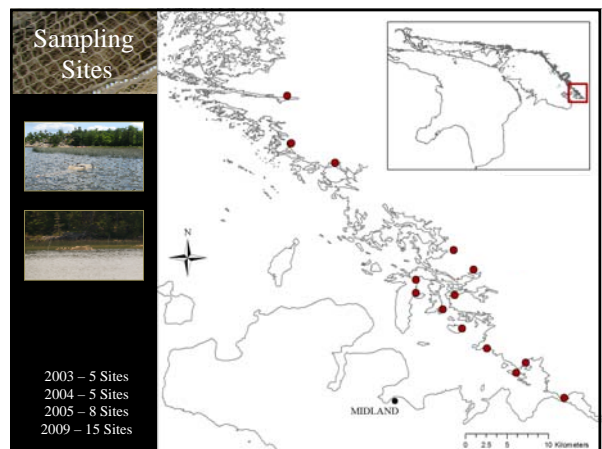 Sampling
Sites
N
MIDLAND
2003 – 5 Sites
2004 – 5 Sites
2005 – 8 Sites
2009 – 15 Sites
0 2.5 5 10 Kilometers